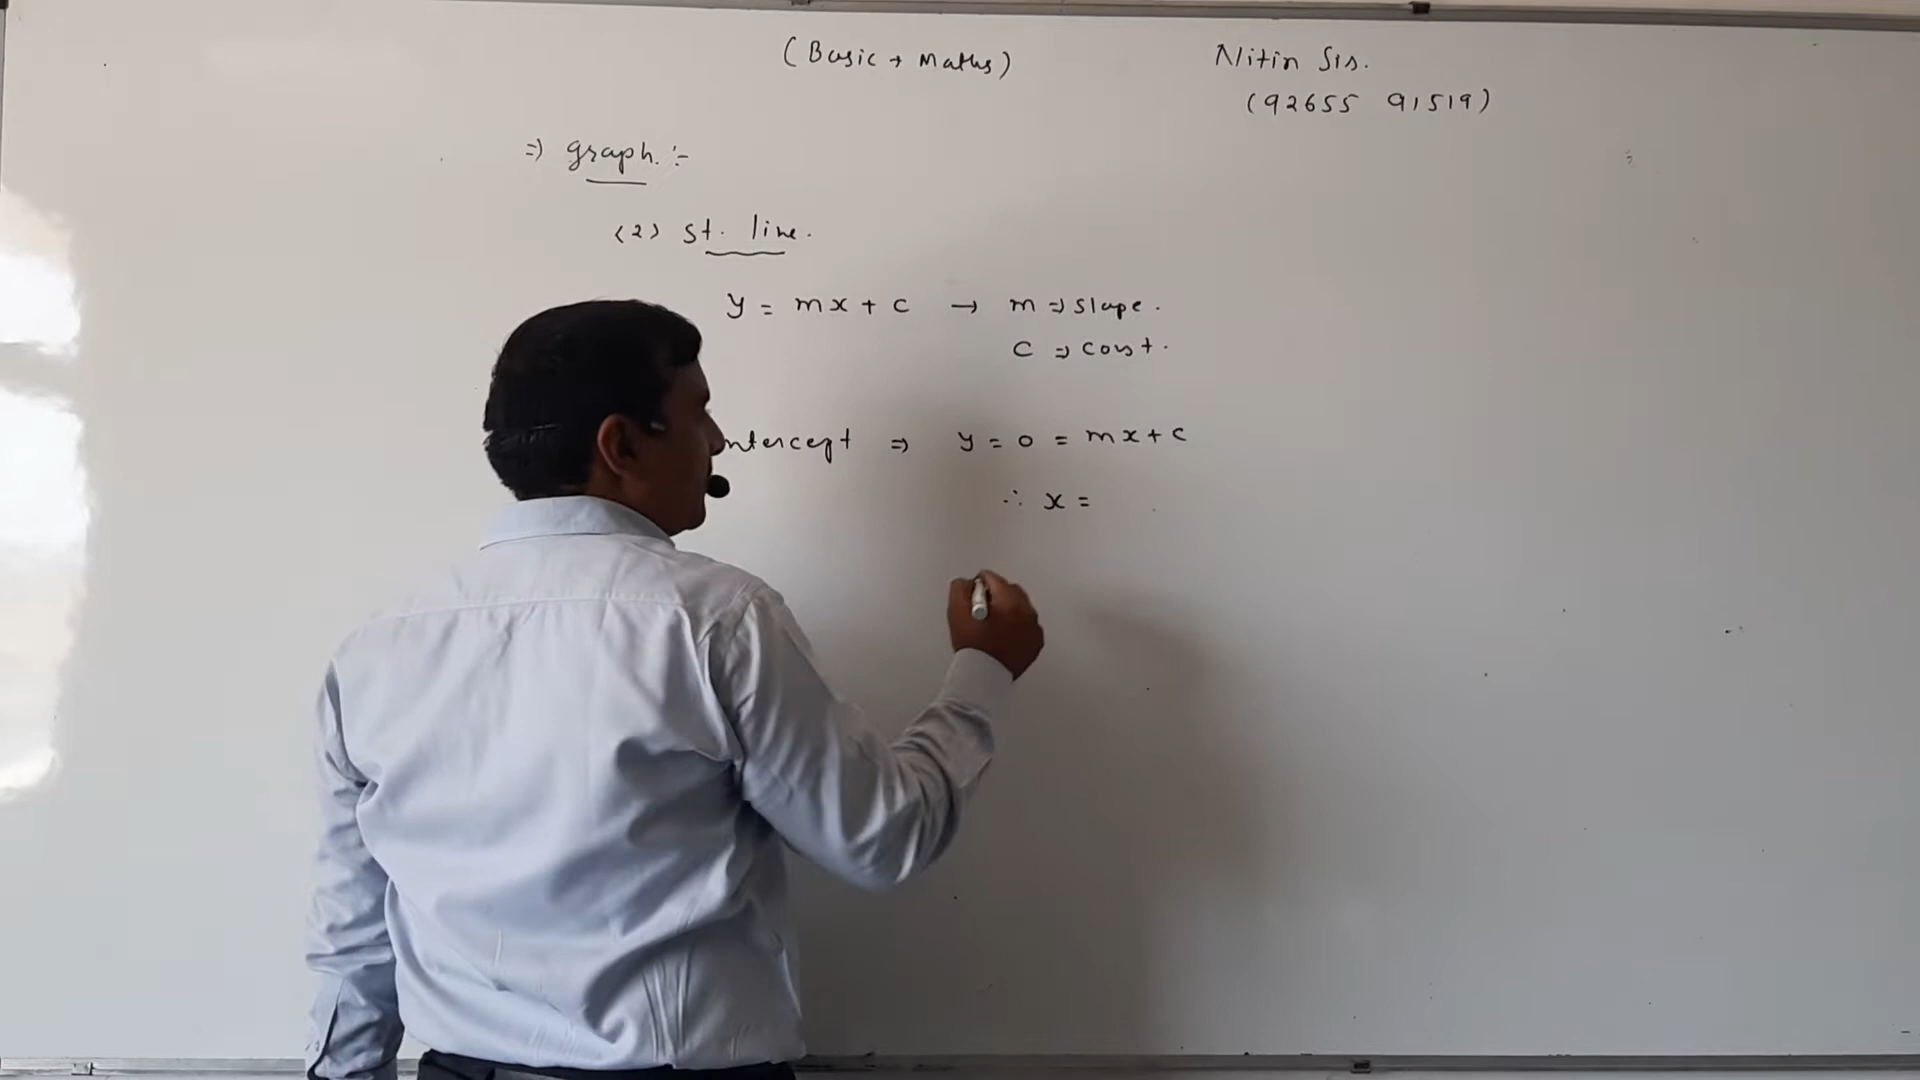 (Basic + Maths)
Nitin Sir.
(92655 91519)
=> graph. :-
(2) st. line.
y = mx + c → m => slope.
c => const.
ntercept => y = 0 = mx + c
∴ x =